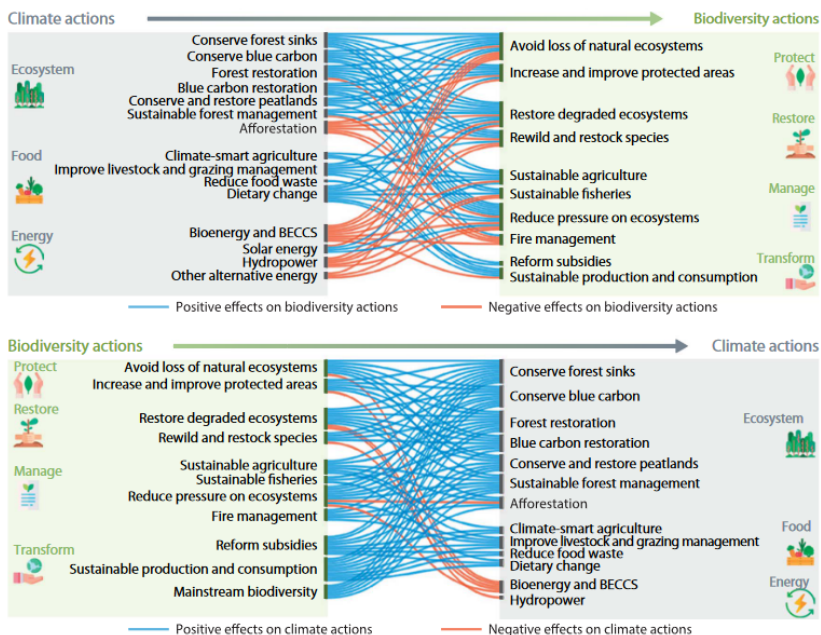 Climate actions
Biodiversity actions
Ecosystem
Conserve forest sinks
Conserve blue carbon
Forest restoration
Blue carbon restoration
Conserve and restore peatlands
Sustainable forest management
Afforestation
Food
Climate-smart agriculture
Improve livestock and grazing management
Reduce food waste
Dietary change
Energy
Bioenergy and BECCS
Solar energy
Hydropower
Other alternative energy
Avoid loss of natural ecosystems
Protect
Increase and improve protected areas
Restore degraded ecosystems
Restore
Rewild and restock species
Sustainable agriculture
Manage
Sustainable fisheries
Reduce pressure on ecosystems
Fire management
Reform subsidies
Transform
Sustainable production and consumption
Positive effects on biodiversity actions
Negative effects on biodiversity actions
Biodiversity actions
Climate actions
Protect
Avoid loss of natural ecosystems
Increase and improve protected areas
Restore
Restore degraded ecosystems
Rewild and restock species
Manage
Sustainable agriculture
Sustainable fisheries
Reduce pressure on ecosystems
Fire management
Transform
Reform subsidies
Sustainable production and consumption
Mainstream biodiversity
Conserve forest sinks
Conserve blue carbon
Ecosystem
Forest restoration
Blue carbon restoration
Conserve and restore peatlands
Sustainable forest management
Afforestation
Food
Climate-smart agriculture
Improve livestock and grazing management
Reduce food waste
Dietary change
Energy
Bioenergy and BECCS
Hydropower
Positive effects on climate actions
Negative effects on climate actions